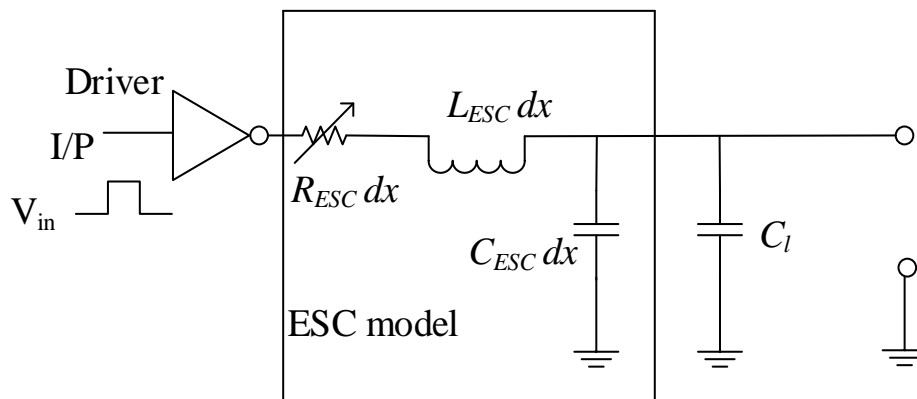 Driver
I/P
V_in
R_ESC dx
L_ESC dx
C_ESC dx
C_l
ESC model